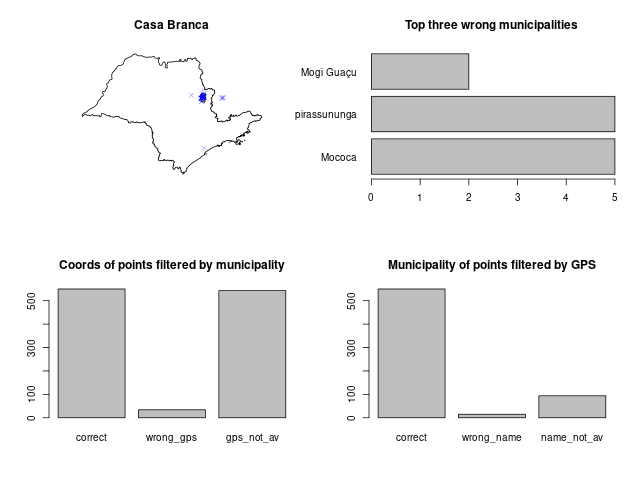 Casa Branca
Top three wrong municipalities
Mogi Guaçu
pirassununga
Mococa
0 1 2 3 4 5
Coords of points filtered by municipality
500
300
100
0
correct wrong_gps gps_not_av
Municipality of points filtered by GPS
500
300
100
0
correct wrong_name name_not_av